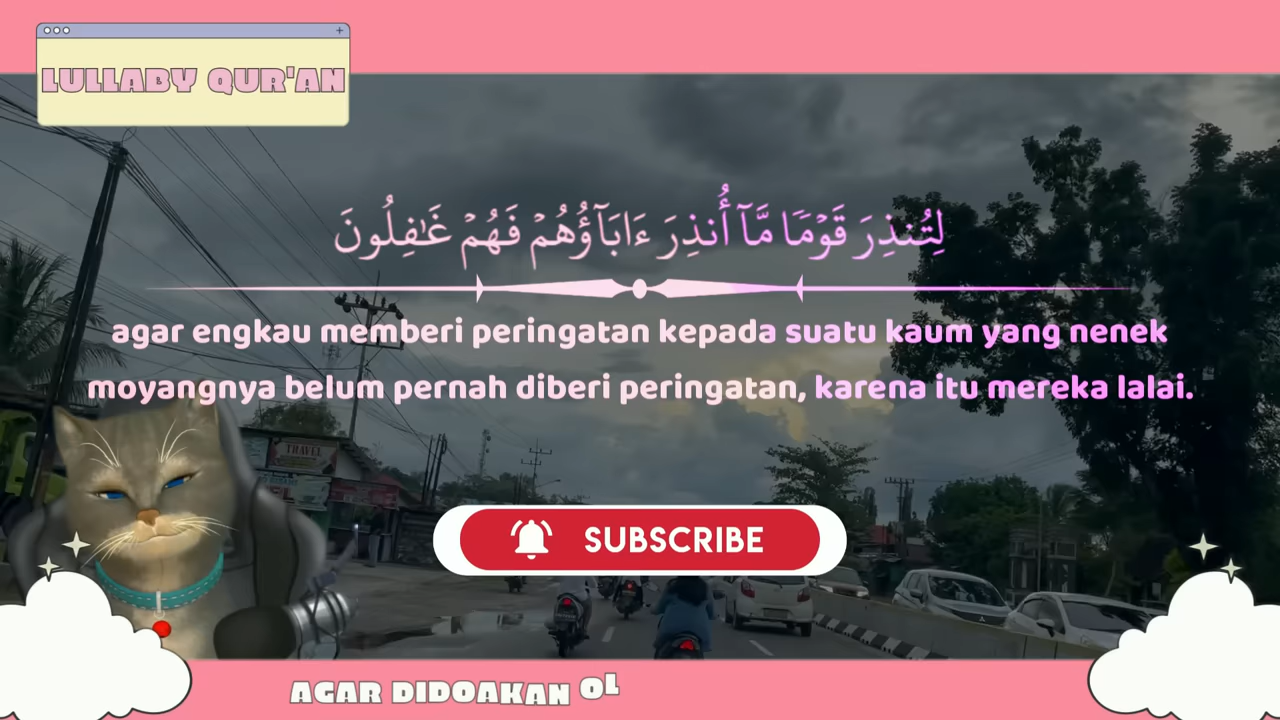 LULLABY QUR'AN
لِتُنذِرَ قَوۡمٗا مَّآ أُنذِرَ ءَابَآؤُهُمۡ فَهُمۡ غَٰفِلُونَ
agar engkau memberi peringatan kepada suatu kaum yang nenek
moyangnya belum pernah diberi peringatan, karena itu mereka lalai.
TRAVEL
SUBSCRIBE
AGAR DIDOAKAN OL